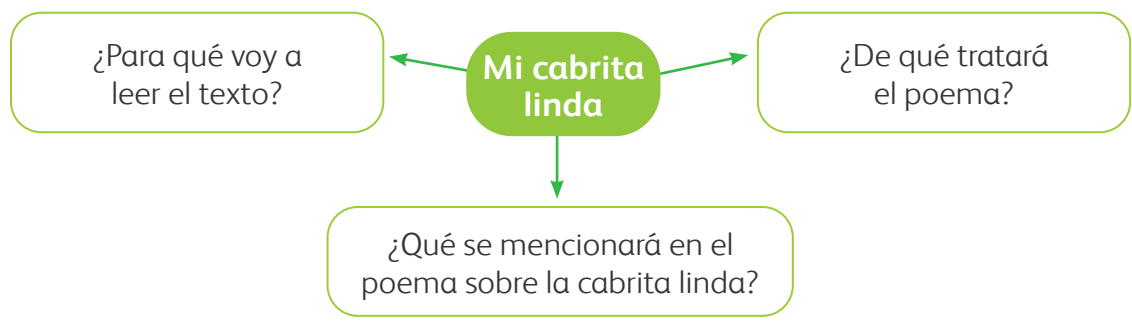 ¿Para qué voy a
leer el texto?
Mi cabrita
linda
¿De qué tratará
el poema?
¿Qué se mencionará en el
poema sobre la cabrita linda?